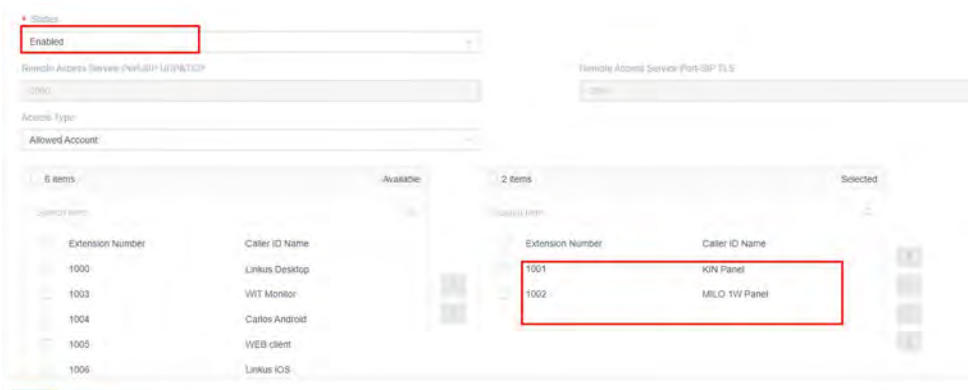 * Status
Enabled
Remote Access Service Port-SIP UDP&TCP
Remote Access Service Port-SIP TLS
Access Type
Allowed Account
6 items Available
2 items Selected
Search here
Extension Number Caller ID Name
1000 Linkus Desktop
1003 WIT Monitor
1004 Carlos Android
1005 WEB client
1006 Linkus iOS
Extension Number Caller ID Name
1001 KIN Panel
1002 MILO 1W Panel